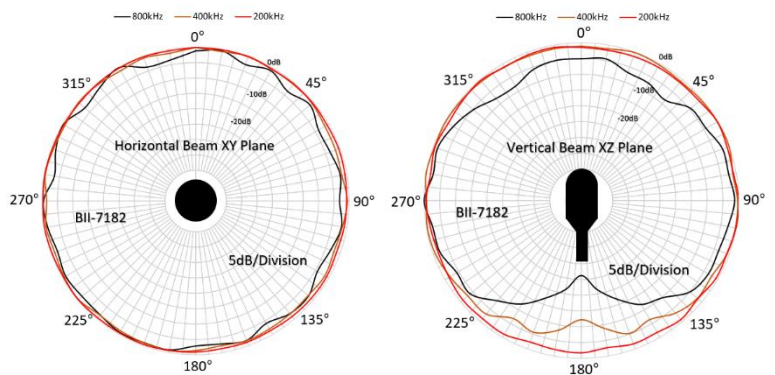 800kHz 400kHz 200kHz
0°
0dB
315° 45°
-10dB
-20dB
Horizontal Beam XY Plane
270° 90°
BII-7182
5dB/Division
225° 135°
180°
800kHz 400kHz 200kHz
0°
0dB
315° 45°
-10dB
-20dB
Vertical Beam XZ Plane
270° 90°
BII-7182
5dB/Division
225° 135°
180°